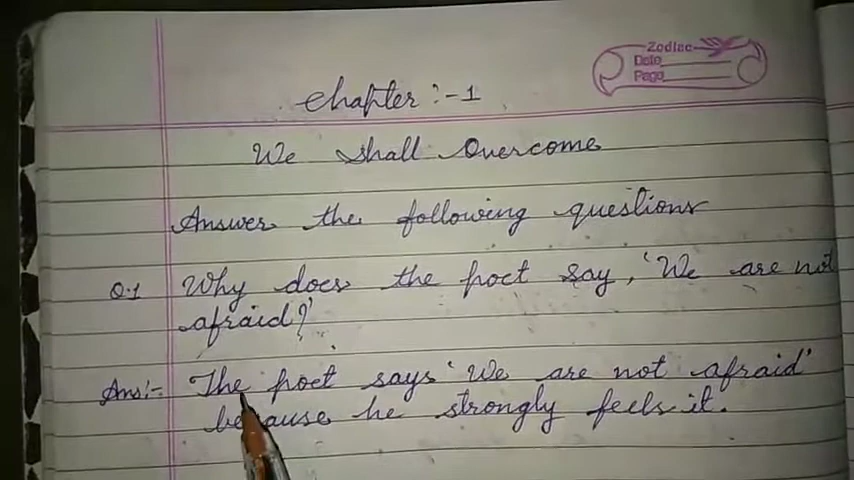 Zodiac
Date
Page
Chapter :- 1
We shall Overcome
Answer the following questions
Q.1 Why does the poet say, 'We are not
afraid?'
Ans:- The poet says 'We are not afraid'
because he strongly feels it.